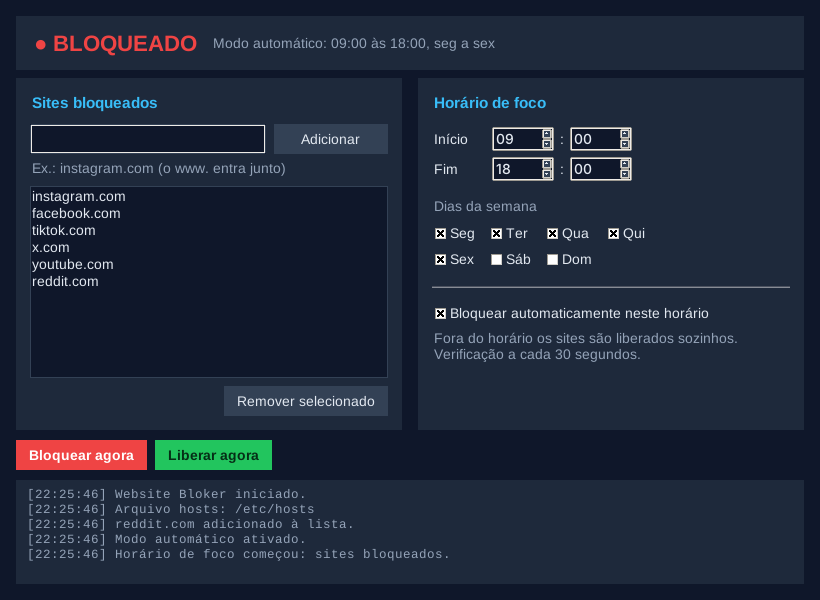 ● BLOQUEADO Modo automático: 09:00 às 18:00, seg a sex
Sites bloqueados
Adicionar
Ex.: instagram.com (o www. entra junto)
instagram.com
facebook.com
tiktok.com
x.com
youtube.com
reddit.com
Remover selecionado
Horário de foco
Início 09 : 00
Fim 18 : 00
Dias da semana
Seg Ter Qua Qui
Sex Sáb Dom
Bloquear automaticamente neste horário
Fora do horário os sites são liberados sozinhos.
Verificação a cada 30 segundos.
Bloquear agora Liberar agora
[22:25:46] Website Bloker iniciado.
[22:25:46] Arquivo hosts: /etc/hosts
[22:25:46] reddit.com adicionado à lista.
[22:25:46] Modo automático ativado.
[22:25:46] Horário de foco começou: sites bloqueados.